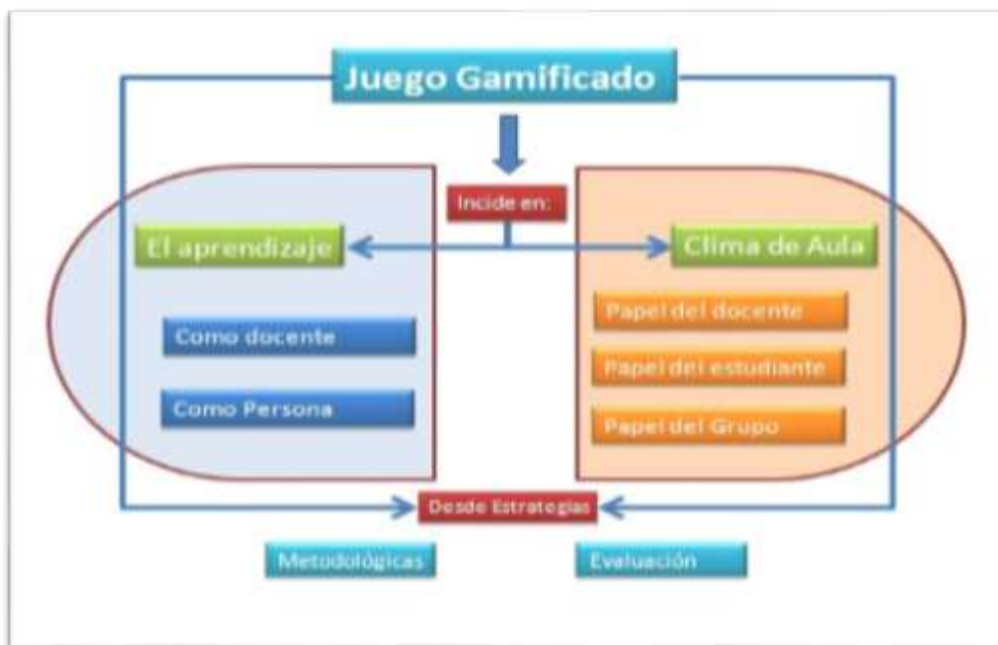 Juego Gamificado
Incide en:
El aprendizaje
Clima de Aula
Como docente
Como Persona
Papel del docente
Papel del estudiante
Papel del Grupo
Desde Estrategias
Metodológicas
Evaluación